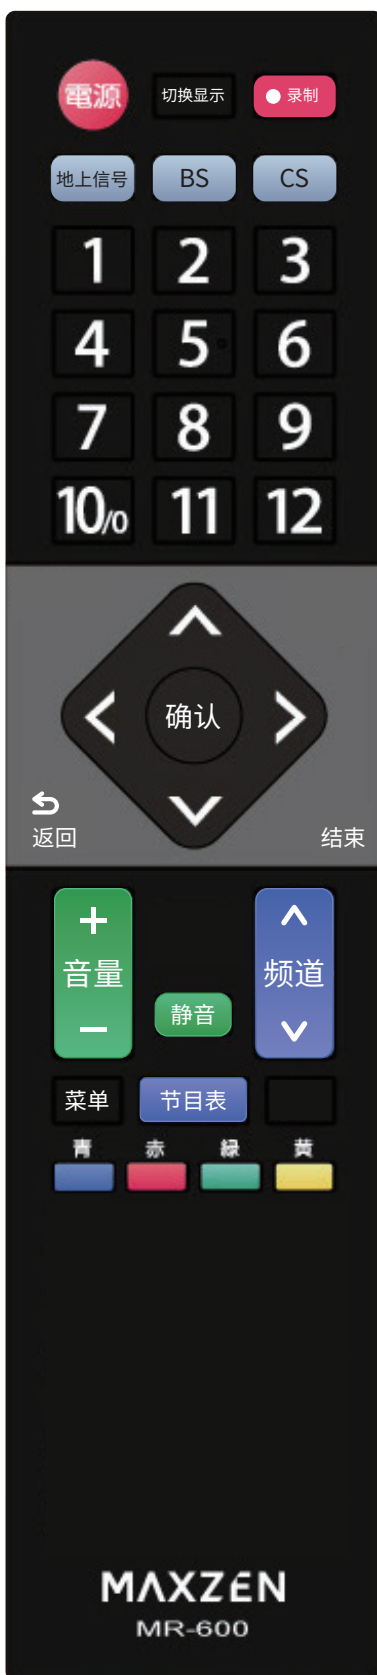 電源 切换显示 录制
地上信号 BS CS
1 2 3
4 5 6
7 8 9
10/0 11 12
确认
返回 结束
+ +
音量 频道
静音
−
菜单 节目表
青 赤 緑 黄
MAXZEN
MR-600